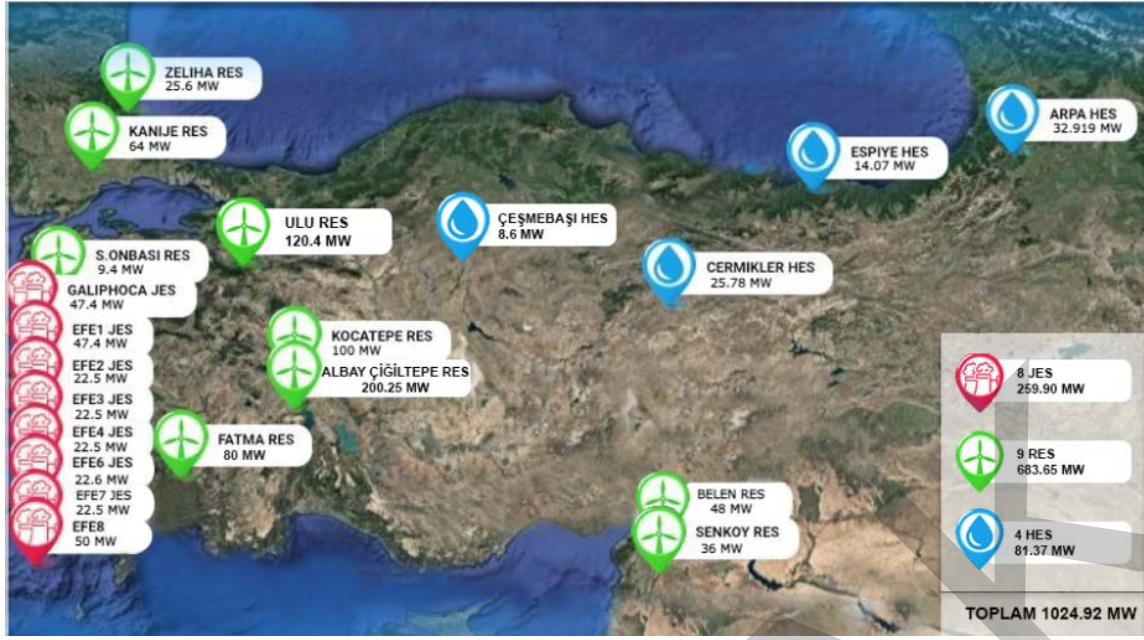 ZELIHA RES
25.6 MW
KANIJE RES
64 MW
ARPA HES
32.919 MW
ESPIYE HES
14.07 MW
ULU RES
120.4 MW
ÇEŞMEBAŞI HES
8.6 MW
S.ONBASI RES
9.4 MW
CERMIKLER HES
25.78 MW
GALIPHOCA JES
47.4 MW
EFE1 JES
47.4 MW
EFE2 JES
22.5 MW
EFE3 JES
22.5 MW
EFE4 JES
22.5 MW
EFE6 JES
22.6 MW
EFE7 JES
22.5 MW
EFE8
50 MW
KOCATEPE RES
100 MW
ALBAY ÇİĞİLTEPE RES
200.25 MW
FATMA RES
80 MW
BELEN RES
48 MW
SENKOY RES
36 MW
8 JES
259.90 MW
9 RES
683.65 MW
4 HES
81.37 MW
TOPLAM 1024.92 MW